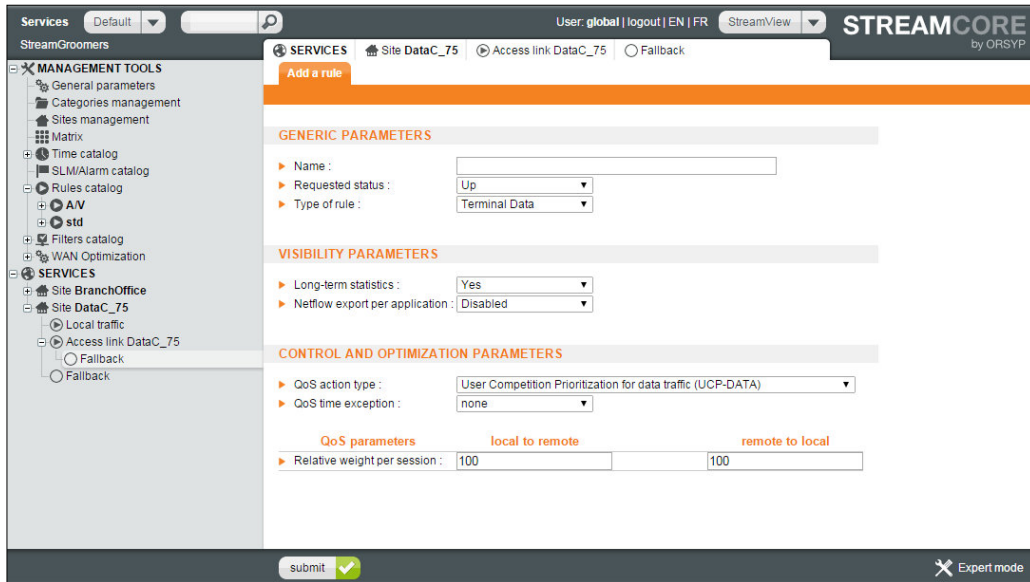 Services Default User: global | logout | EN | FR StreamView STREAMCORE
by ORSYP
StreamGroomers
SERVICES Site DataC_75 Access link DataC_75 Fallback
Add a rule
MANAGEMENT TOOLS
General parameters
Categories management
Sites management
Matrix
Time catalog
SLM/Alarm catalog
Rules catalog
A/V
std
Filters catalog
WAN Optimization
SERVICES
Site BranchOffice
Site DataC_75
Local traffic
Access link DataC_75
Fallback
Fallback
GENERIC PARAMETERS
Name :
Requested status : Up
Type of rule : Terminal Data
VISIBILITY PARAMETERS
Long-term statistics : Yes
Netflow export per application : Disabled
CONTROL AND OPTIMIZATION PARAMETERS
QoS action type : User Competition Prioritization for data traffic (UCP-DATA)
QoS time exception : none
QoS parameters local to remote remote to local
Relative weight per session : 100 100
submit Expert mode